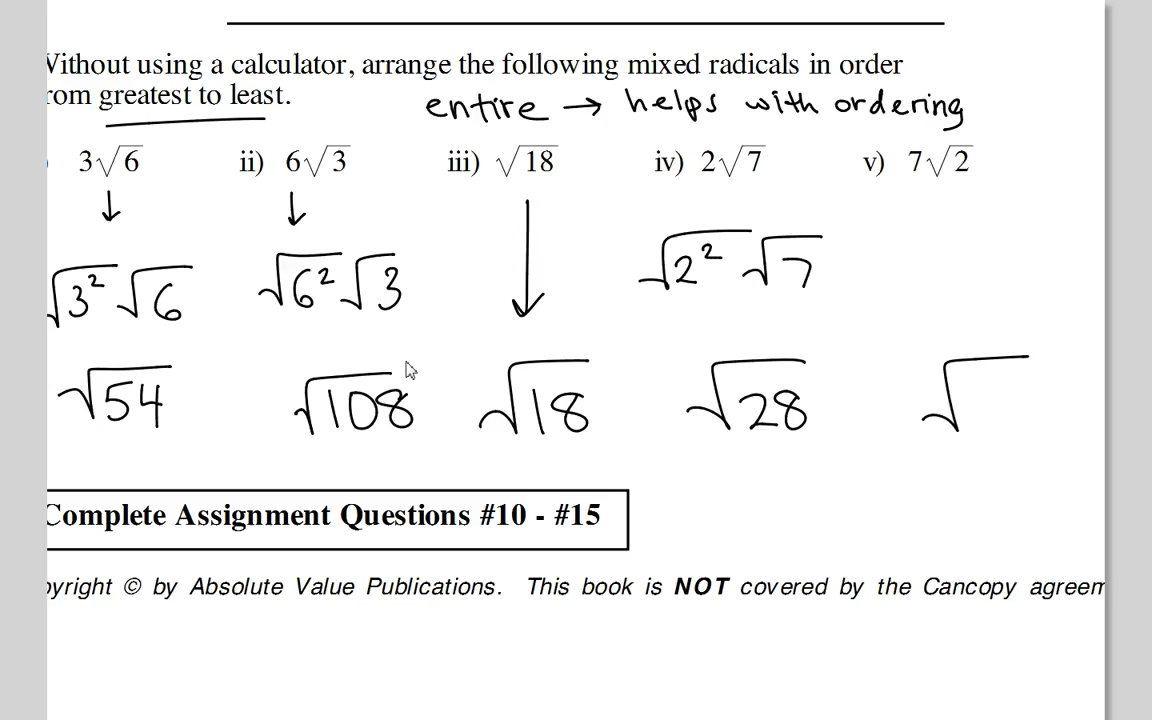 Without using a calculator, arrange the following mixed radicals in order
from greatest to least.
entire → helps with ordering
) 3√6 ii) 6√3 iii) √18 iv) 2√7 v) 7√2
↓ ↓ ↓
√3² √6 √6² √3 √2² √7
√54 √108 √18 √28 √
Complete Assignment Questions #10 - #15
pyright © by Absolute Value Publications. This book is NOT covered by the Cancopy agreem